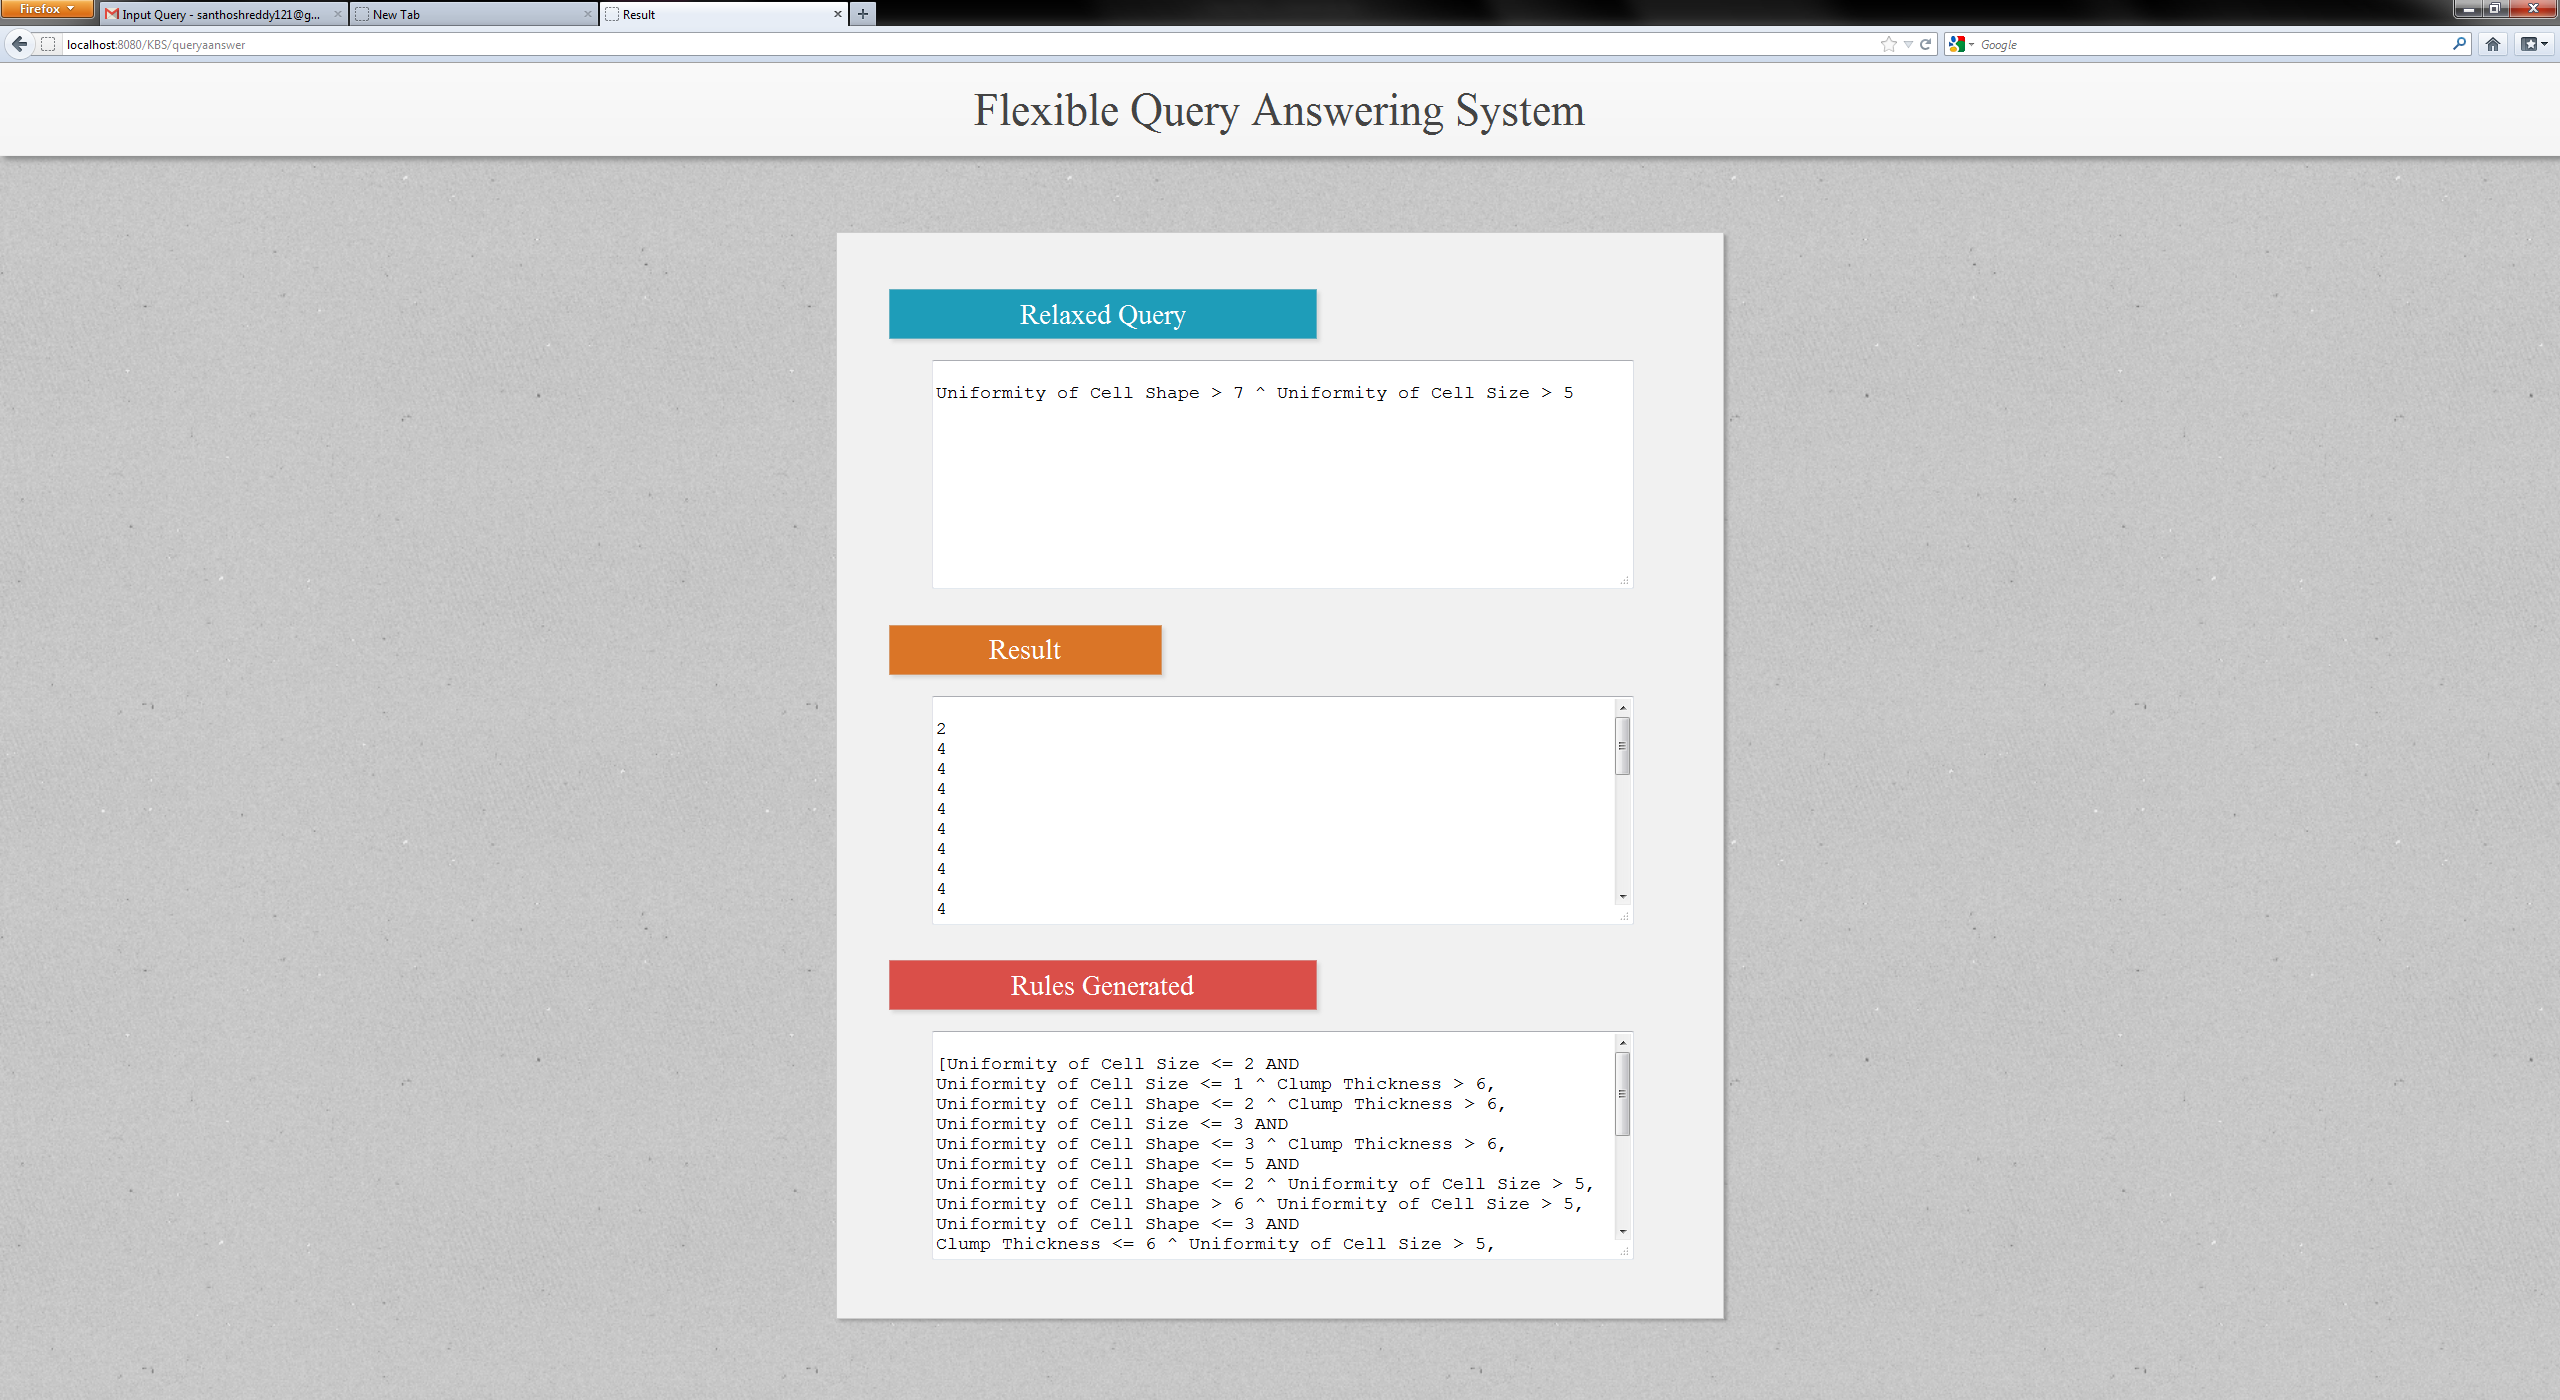 Firefox
Input Query - santhoshreddy121@g...
New Tab
Result
localhost:8080/KBS/queryaanswer
Google
Flexible Query Answering System
Relaxed Query
Uniformity of Cell Shape > 7 ^ Uniformity of Cell Size > 5
Result
2
4
4
4
4
4
4
4
4
4
Rules Generated
[Uniformity of Cell Size <= 2 AND
Uniformity of Cell Size <= 1 ^ Clump Thickness > 6,
Uniformity of Cell Shape <= 2 ^ Clump Thickness > 6,
Uniformity of Cell Size <= 3 AND
Uniformity of Cell Shape <= 3 ^ Clump Thickness > 6,
Uniformity of Cell Shape <= 5 AND
Uniformity of Cell Shape <= 2 ^ Uniformity of Cell Size > 5,
Uniformity of Cell Shape > 6 ^ Uniformity of Cell Size > 5,
Uniformity of Cell Shape <= 3 AND
Clump Thickness <= 6 ^ Uniformity of Cell Size > 5,